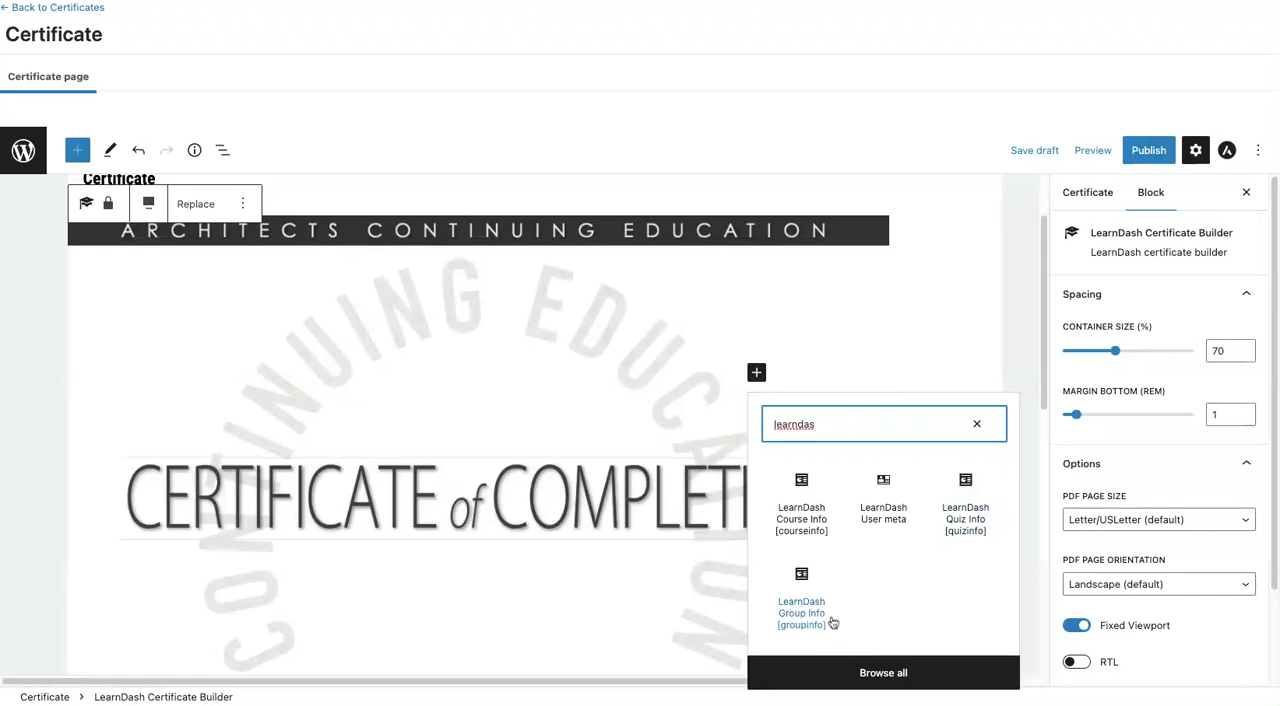 ← Back to Certificates
Certificate
Certificate page
Save draft
Preview
Publish
Certificate
Replace
ARCHITECTS CONTINUING EDUCATION
CONTINUING EDUCATION
CERTIFICATE of COMPLETI
learndas
LearnDash
Course Info
[courseinfo]
LearnDash
User meta
LearnDash
Quiz Info
[quizinfo]
LearnDash
Group Info
[groupinfo]
Browse all
Certificate
Block
LearnDash Certificate Builder
LearnDash certificate builder
Spacing
CONTAINER SIZE (%)
70
MARGIN BOTTOM (REM)
1
Options
PDF PAGE SIZE
Letter/USLetter (default)
PDF PAGE ORIENTATION
Landscape (default)
Fixed Viewport
RTL
Certificate > LearnDash Certificate Builder